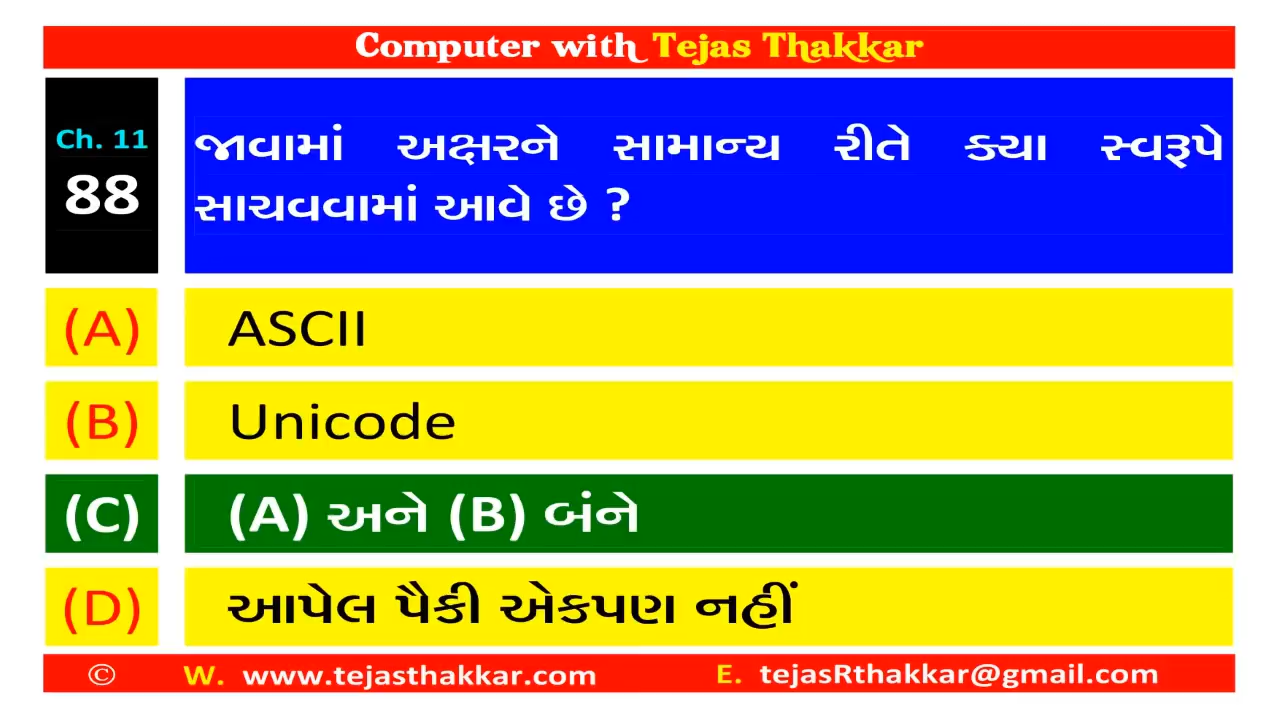 Computer with Tejas Thakkar
Ch. 11
88
જાવામાં અક્ષરને સામાન્ય રીતે ક્યા સ્વરૂપે
સાચવવામાં આવે છે ?
(A) ASCII
(B) Unicode
(C) (A) અને (B) બંને
(D) આપેલ પૈકી એકપણ નહીં
© W. www.tejasthakkar.com E. tejasRthakkar@gmail.com